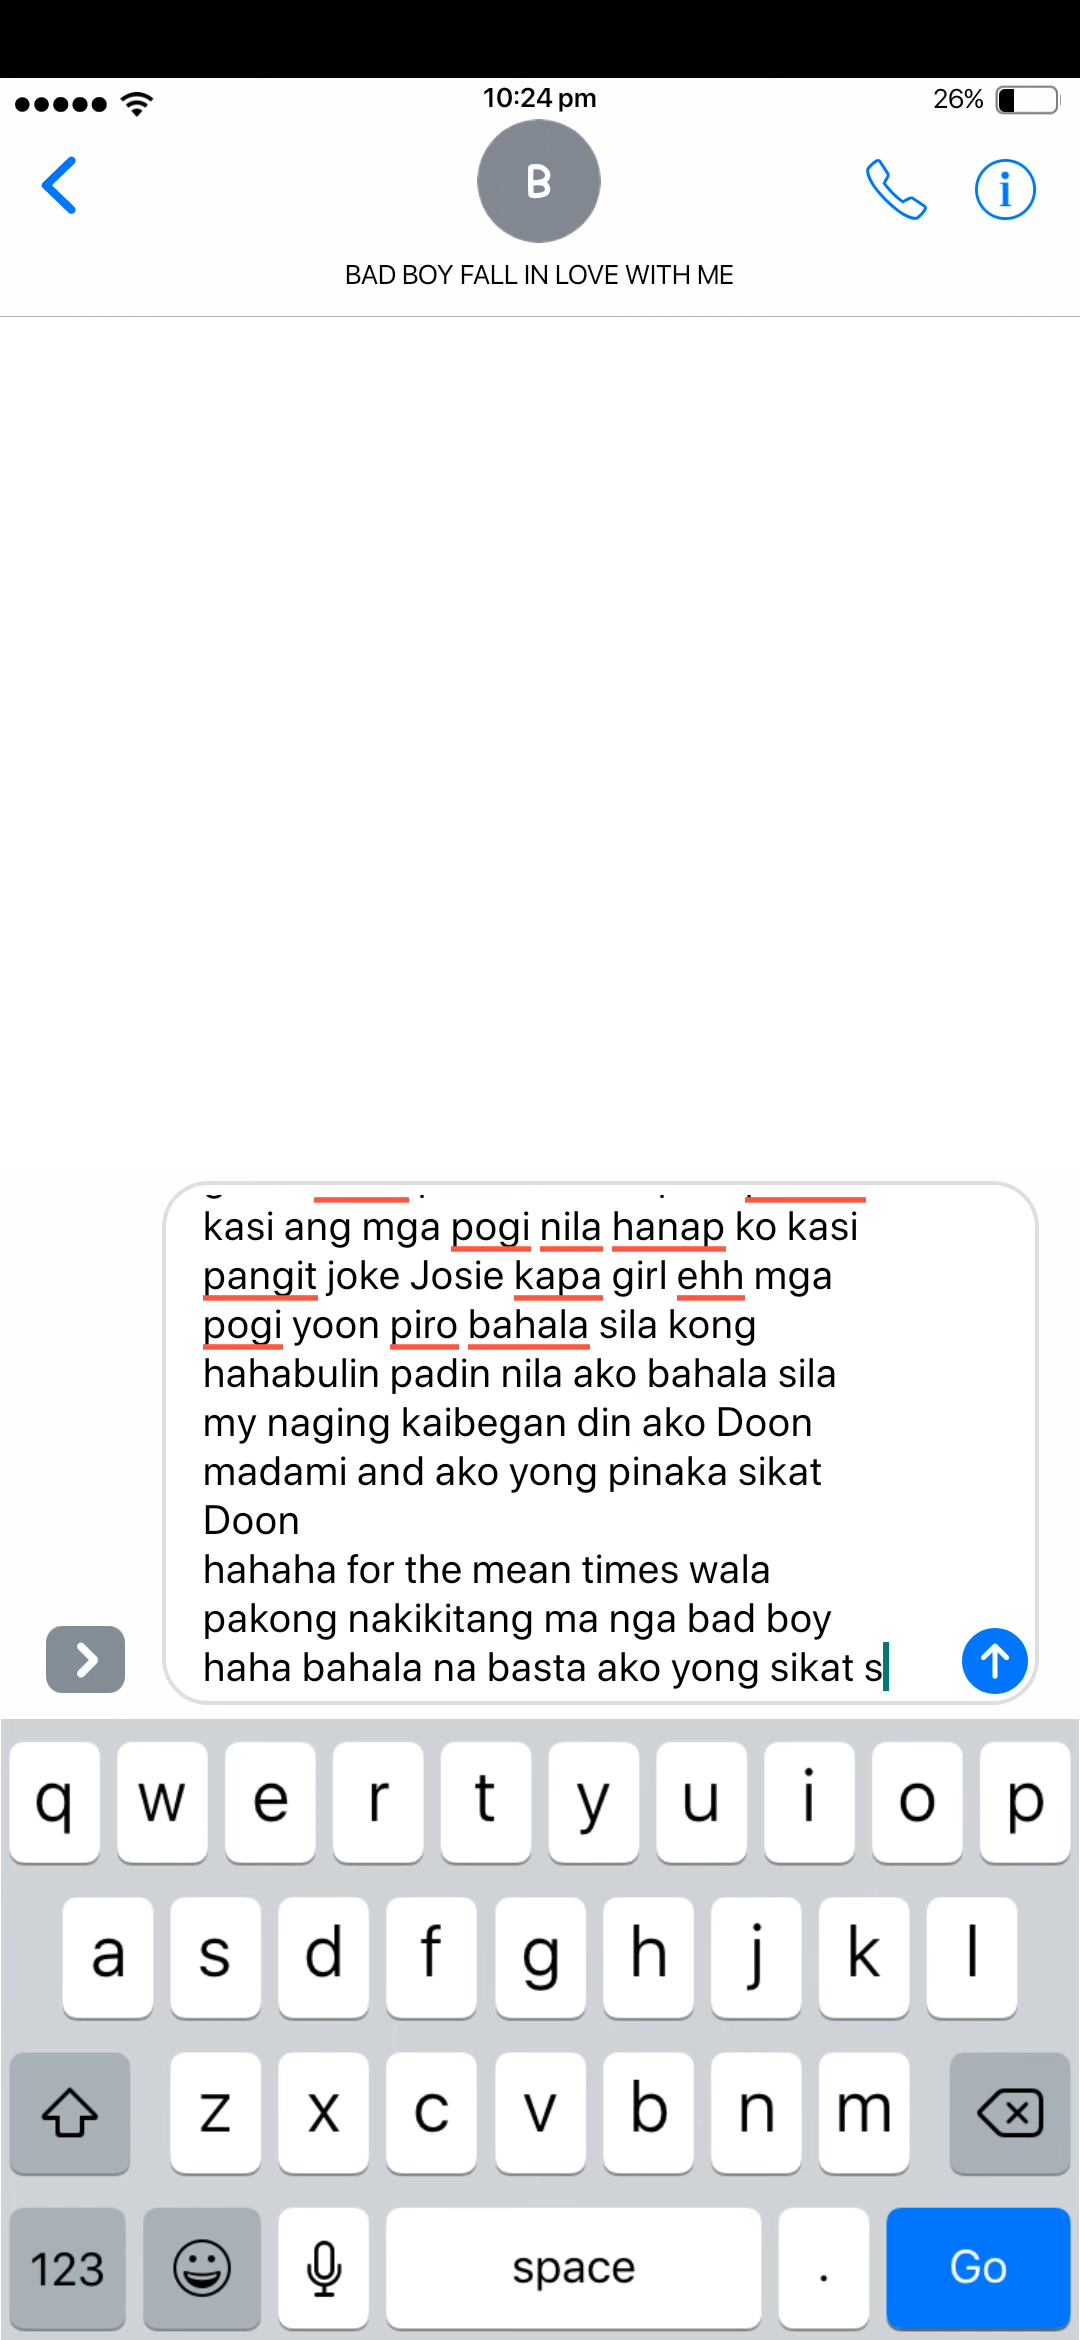 10:24 pm
26%
B
BAD BOY FALL IN LOVE WITH ME
kasi ang mga pogi nila hanap ko kasi
pangit joke Josie kapa girl ehh mga
pogi yoon piro bahala sila kong
hahabulin padin nila ako bahala sila
my naging kaibegan din ako Doon
madami and ako yong pinaka sikat
Doon
hahaha for the mean times wala
pakong nakikitang ma nga bad boy
haha bahala na basta ako yong sikat s
q w e r t y u i o p
a s d f g h j k l
z x c v b n m
123 space . Go